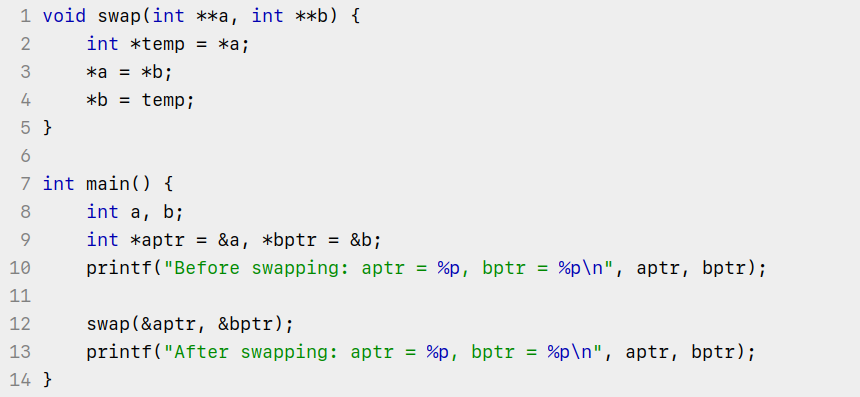 1 void swap(int **a, int **b) {
2     int *temp = *a;
3     *a = *b;
4     *b = temp;
5 }
6
7 int main() {
8     int a, b;
9     int *aptr = &a, *bptr = &b;
10     printf("Before swapping: aptr = %p, bptr = %p\n", aptr, bptr);
11
12     swap(&aptr, &bptr);
13     printf("After swapping: aptr = %p, bptr = %p\n", aptr, bptr);
14 }